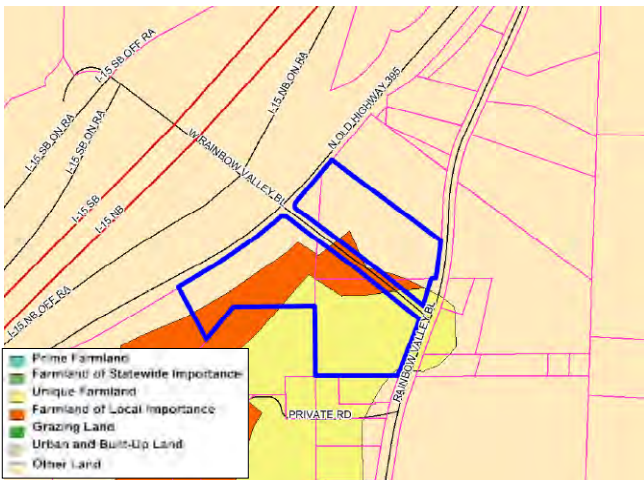 I-15 SB OFF RA
I-15 SB ON RA
I-15 SB ON RA
I-15 NB ON RA
N OLD HIGHWAY 395
W RAINBOW VALLEY BL
I-15 SB
I-15 NB
I-15 NB OFF RA
RAINBOW VALLEY BL
PRIVATE RD
Prime Farmland
Farmland of Statewide Importance
Unique Farmland
Farmland of Local Importance
Grazing Land
Urban and Built-Up Land
Other Land